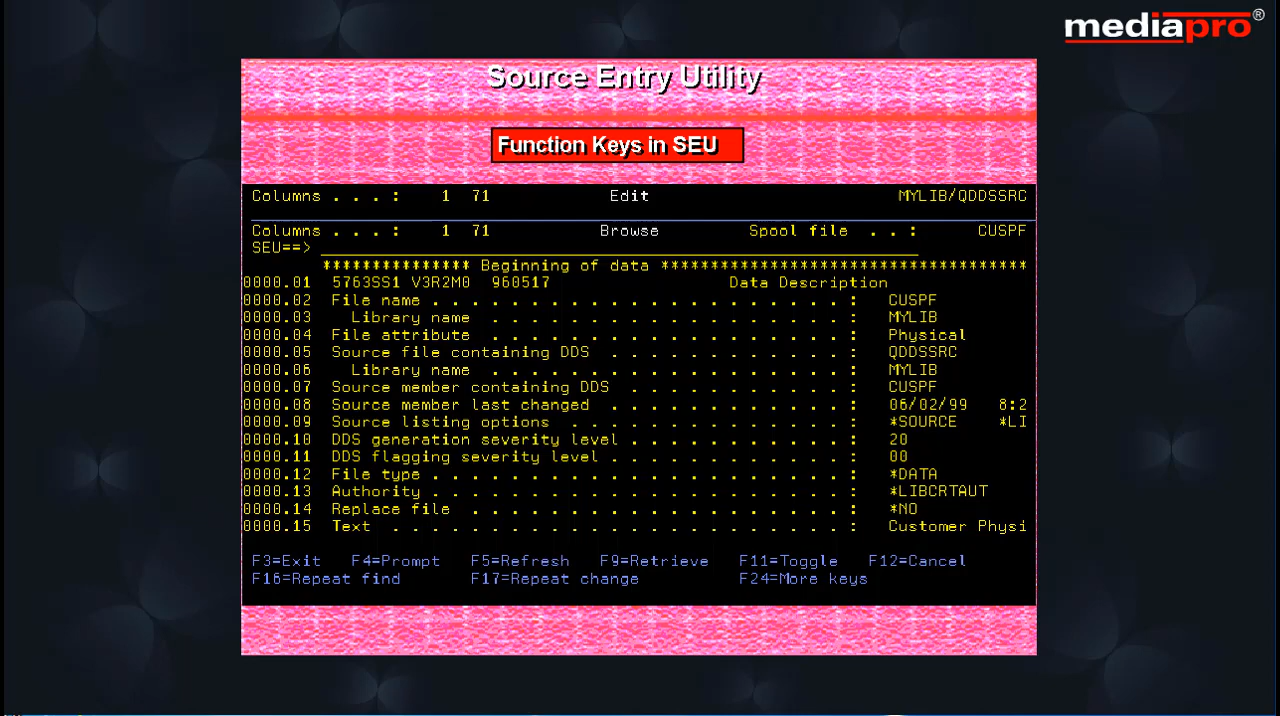 mediapro®
Source Entry Utility
Function Keys in SEU
Columns . . . : 1 71 Edit MYLIB/QDDSSRC
Columns . . . : 1 71 Browse Spool file . . : CUSPF
SEU==>
*************** Beginning of data *************************************
0000.01 5763SS1 V3R2M0 960517 Data Description
0000.02 File name . . . . . . . . . . . . . . . . . . . . . . : CUSPF
0000.03 Library name . . . . . . . . . . . . . . . . . . . : MYLIB
0000.04 File attribute . . . . . . . . . . . . . . . . . . . : Physical
0000.05 Source file containing DDS . . . . . . . . . . . . . : QDDSSRC
0000.06 Library name . . . . . . . . . . . . . . . . . . . : MYLIB
0000.07 Source member containing DDS . . . . . . . . . . . . : CUSPF
0000.08 Source member last changed . . . . . . . . . . . . . : 06/02/99 8:2
0000.09 Source listing options . . . . . . . . . . . . . . . : *SOURCE *LI
0000.10 DDS generation severity level . . . . . . . . . . . : 20
0000.11 DDS flagging severity level . . . . . . . . . . . . : 00
0000.12 File type . . . . . . . . . . . . . . . . . . . . . . : *DATA
0000.13 Authority . . . . . . . . . . . . . . . . . . . . . . : *LIBCRTAUT
0000.14 Replace file . . . . . . . . . . . . . . . . . . . . : *NO
0000.15 Text . . . . . . . . . . . . . . . . . . . . . . . . : Customer Physi
F3=Exit F4=Prompt F5=Refresh F9=Retrieve F11=Toggle F12=Cancel
F16=Repeat find F17=Repeat change F24=More keys